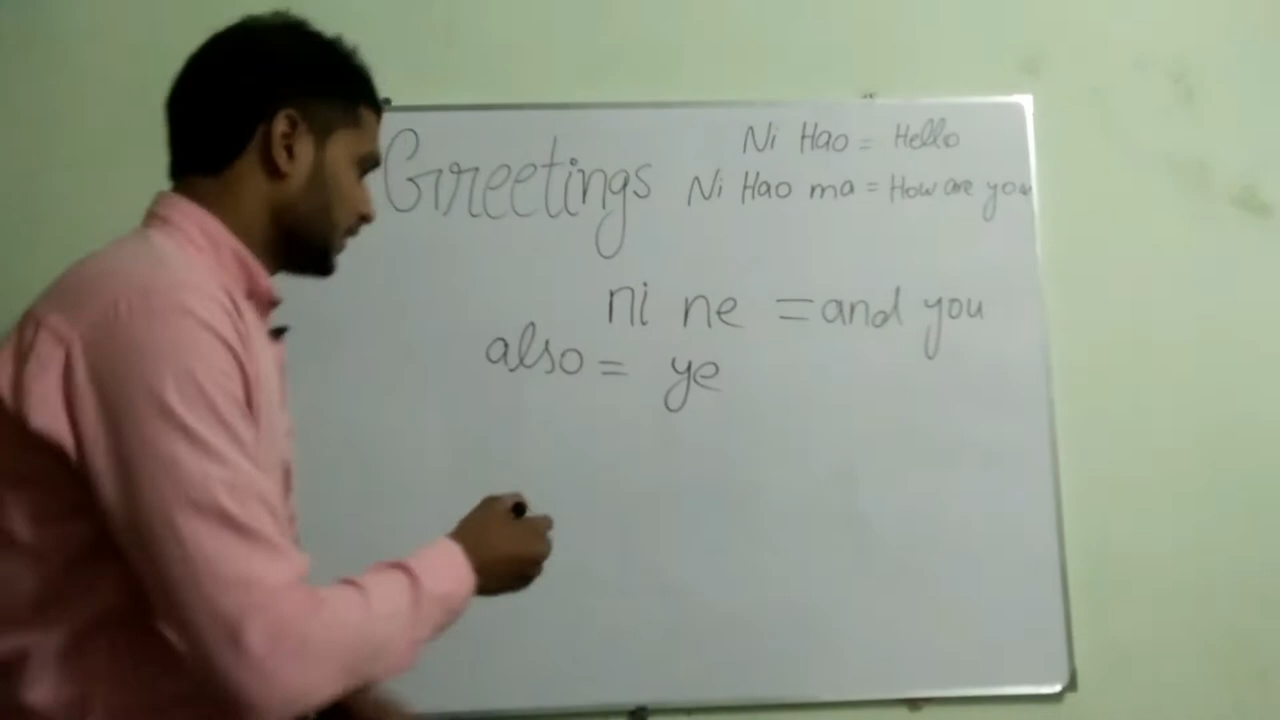 Greetings
Ni Hao = Hello
Ni Hao ma = How are you
ni ne = and you
also = ye